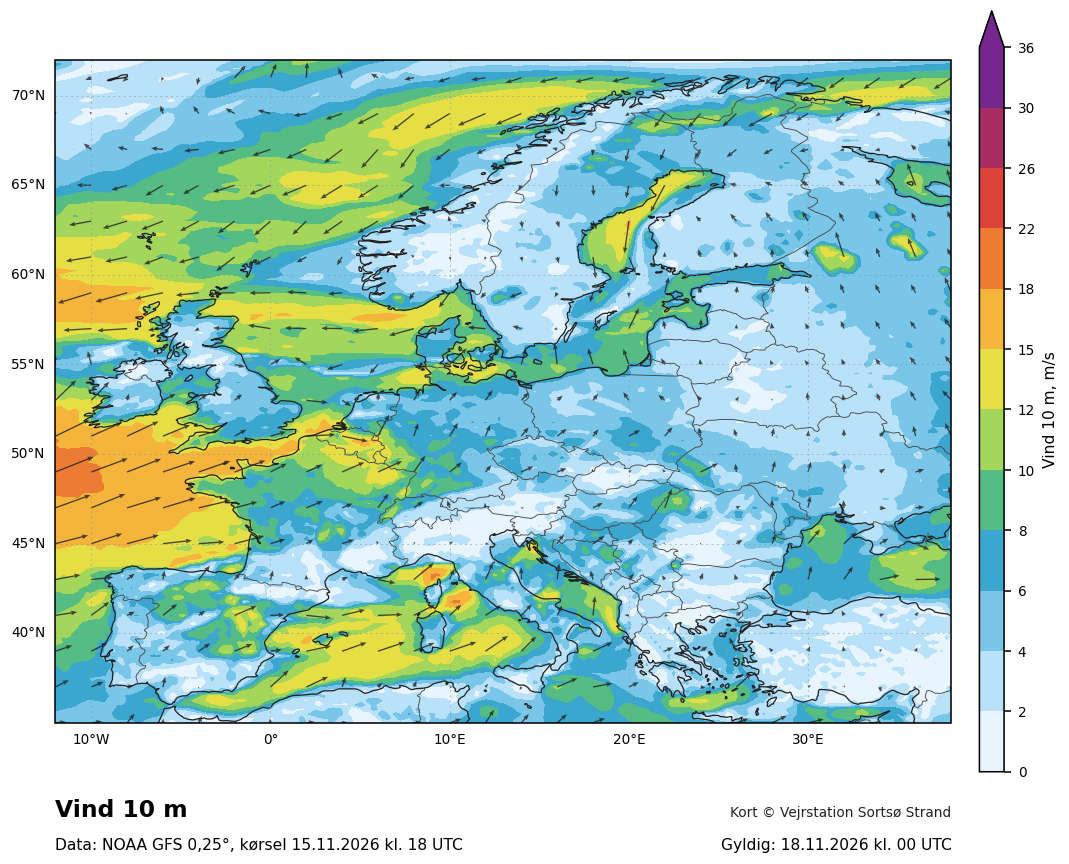 36
30
26
22
18
15
12
10
8
6
4
2
0
Vind 10 m, m/s
70°N
65°N
60°N
55°N
50°N
45°N
40°N
10°W
0°
10°E
20°E
30°E
Vind 10 m
Kort © Vejrstation Sortsø Strand
Data: NOAA GFS 0,25°, kørsel 15.11.2026 kl. 18 UTC
Gyldig: 18.11.2026 kl. 00 UTC